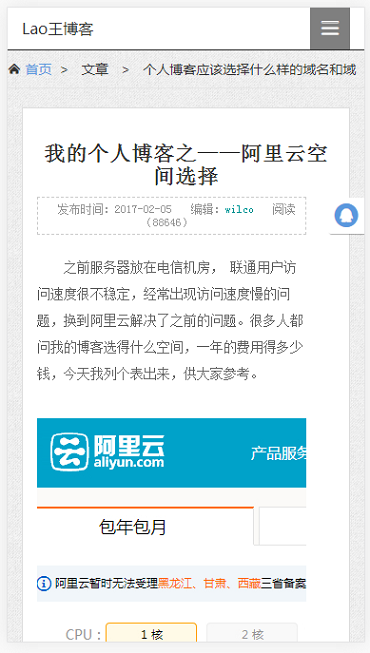 Lao王博客
首页 > 文章 > 个人博客应该选择什么样的域名和域
我的个人博客之——阿里云空
间选择
发布时间：2017-02-05 编辑：wilco 阅读
（88646）
之前服务器放在电信机房， 联通用户访
问速度很不稳定，经常出现访问速度慢的问
题，换到阿里云解决了之前的问题。很多人都
问我的博客选得什么空间，一年的费用得多少
钱，今天我列个表出来，供大家参考。
阿里云
aliyun.com
产品服务
包年包月
阿里云暂时无法受理黑龙江、甘肃、西藏三省备案
CPU： 1 核 2 核